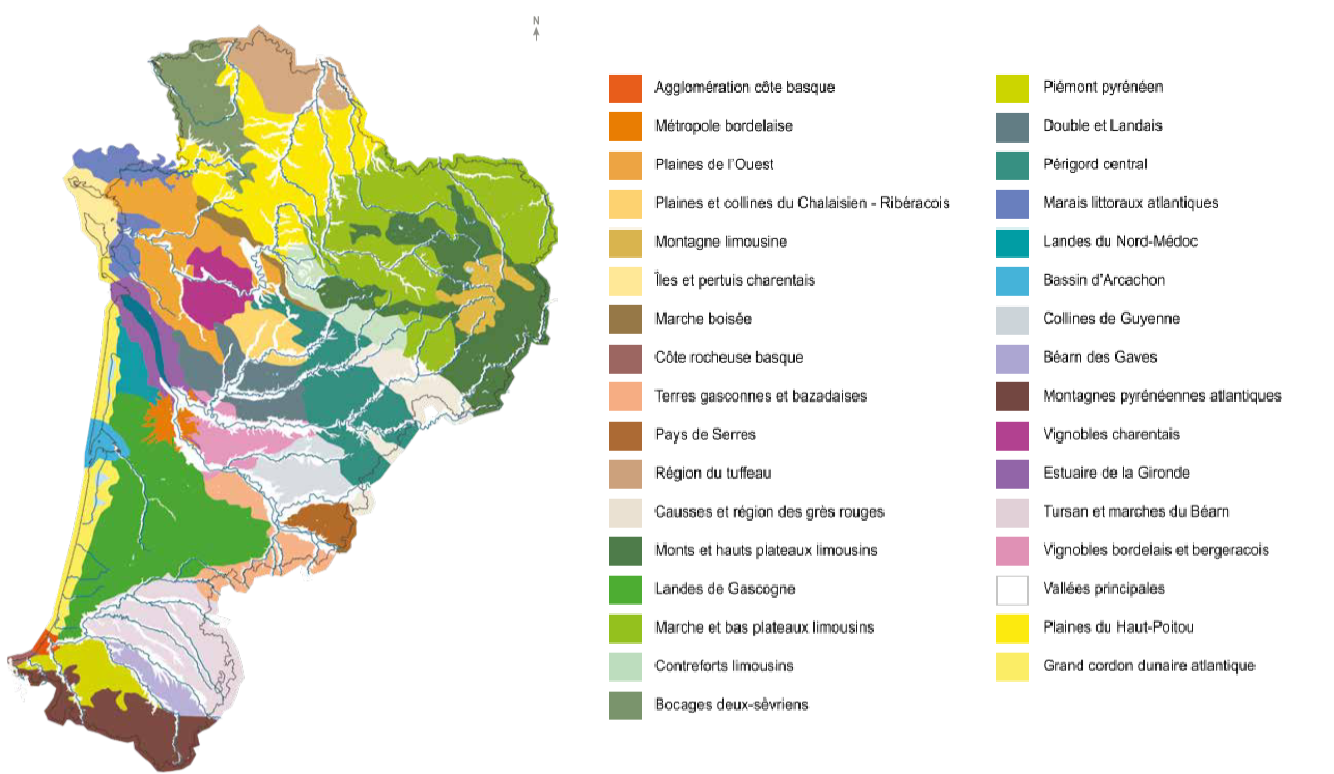 N
Agglomération côte basque
Métropole bordelaise
Plaines de l'Ouest
Plaines et collines du Chalaisien - Ribéracois
Montagne limousine
Îles et pertuis charentais
Marche boisée
Côte rocheuse basque
Terres gasconnes et bazadaises
Pays de Serres
Région du tuffeau
Causses et région des grès rouges
Monts et hauts plateaux limousins
Landes de Gascogne
Marche et bas plateaux limousins
Contreforts limousins
Bocages deux-sèvriens
Piémont pyrénéen
Double et Landais
Périgord central
Marais littoraux atlantiques
Landes du Nord-Médoc
Bassin d'Arcachon
Collines de Guyenne
Béarn des Gaves
Montagnes pyrénéennes atlantiques
Vignobles charentais
Estuaire de la Gironde
Tursan et marches du Béarn
Vignobles bordelais et bergeracois
Vallées principales
Plaines du Haut-Poitou
Grand cordon dunaire atlantique